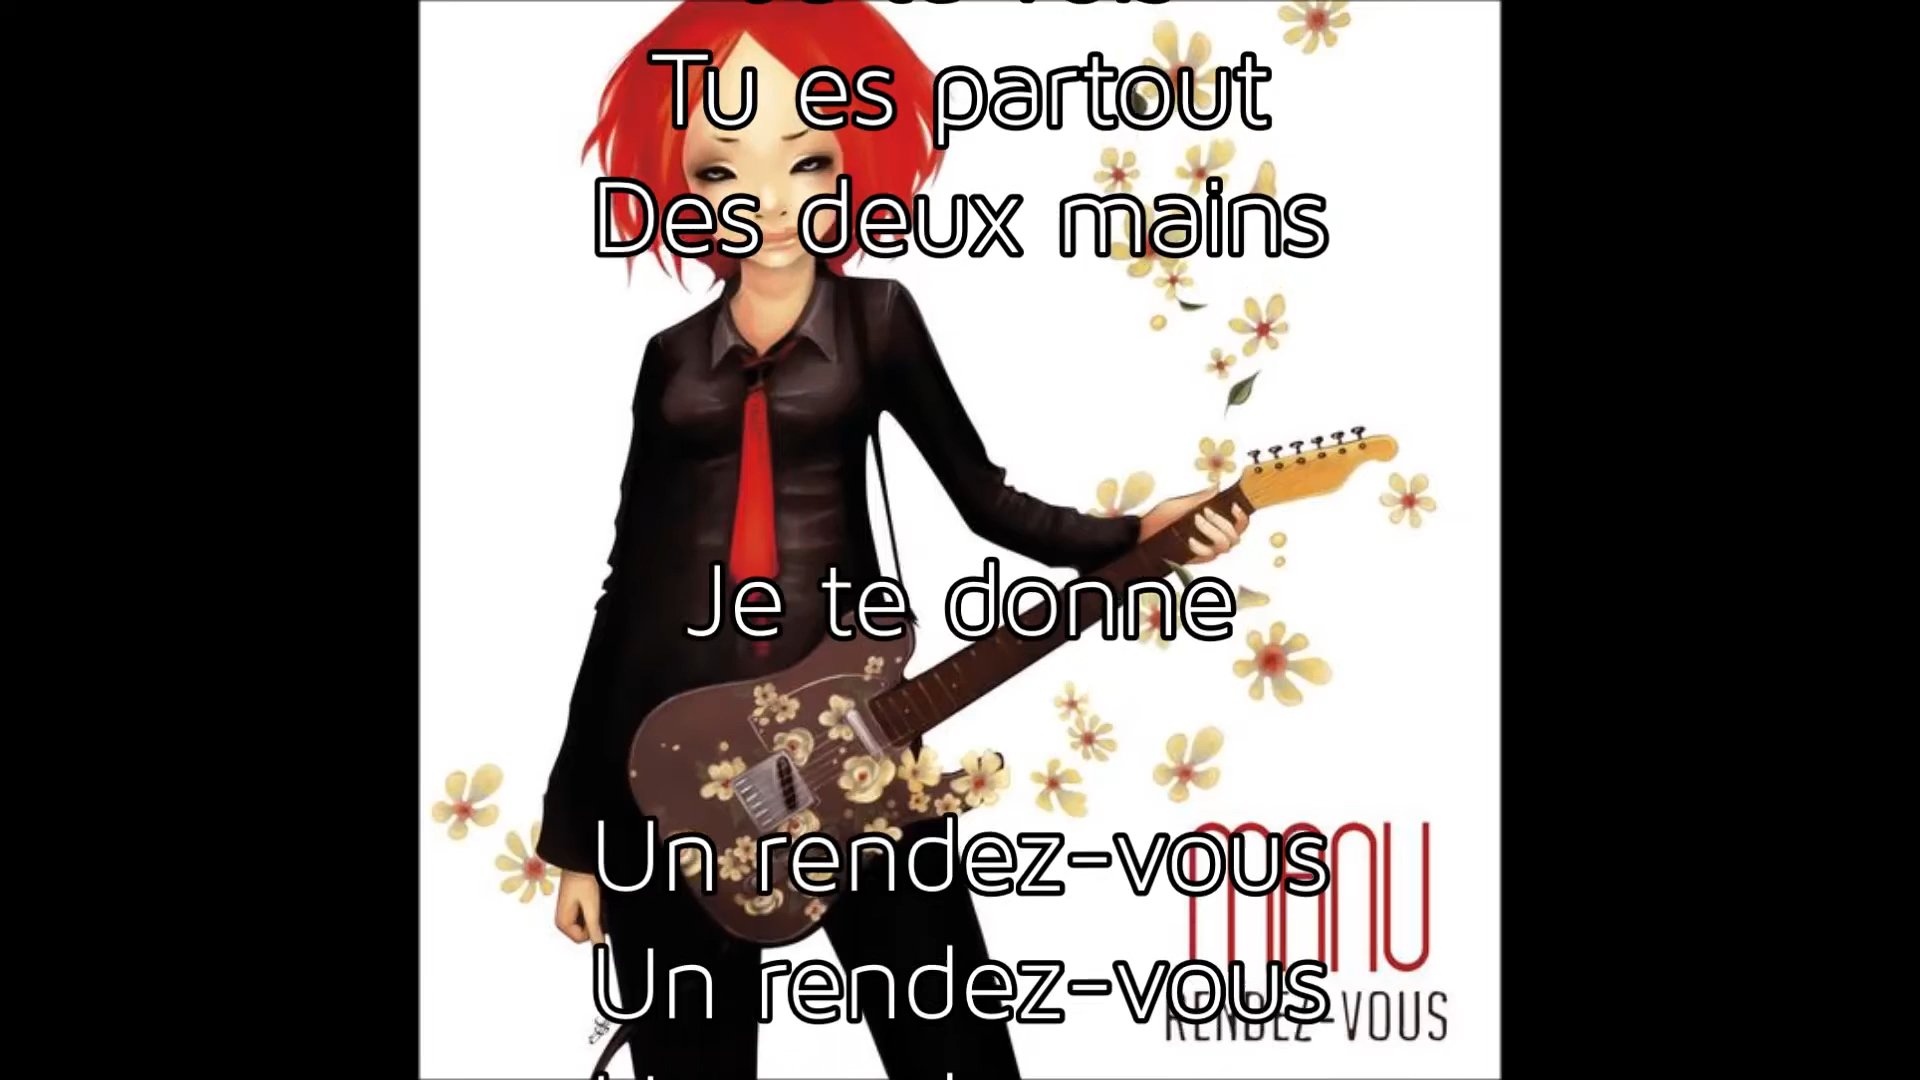 Tu es partout
Des deux mains
Je te donne
Un rendez-vous
MANU
Un rendez-vous
RENDEZ-VOUS